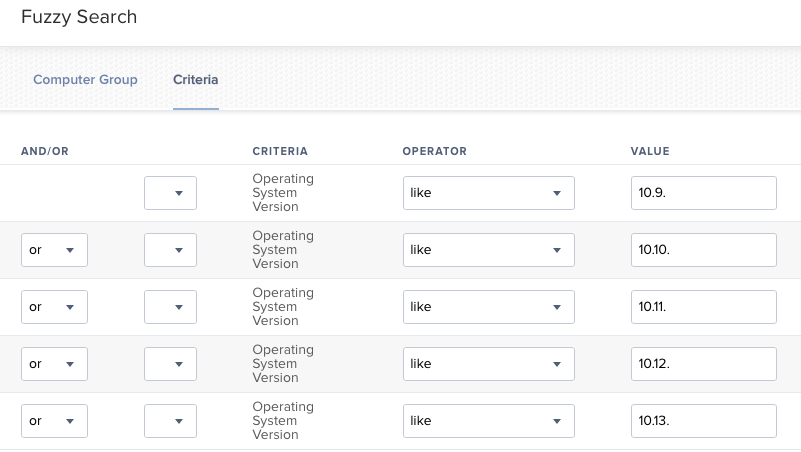 Fuzzy Search
Computer Group Criteria
AND/OR CRITERIA OPERATOR VALUE
Operating
System
Version
like
10.9.
or
Operating
System
Version
like
10.10.
or
Operating
System
Version
like
10.11.
or
Operating
System
Version
like
10.12.
or
Operating
System
Version
like
10.13.